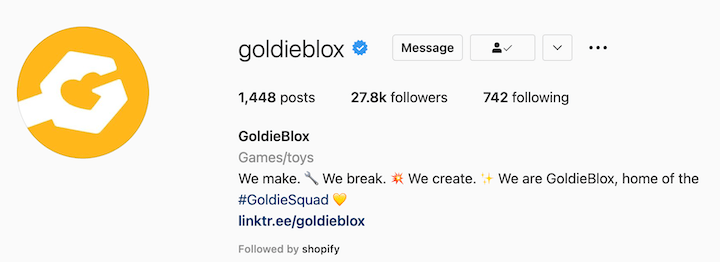 goldieblox Message
1,448 posts 27.8k followers 742 following
GoldieBlox
Games/toys
We make. 🔧 We break. 💥 We create. ✨ We are GoldieBlox, home of the
#GoldieSquad 💛
linktr.ee/goldieblox
Followed by shopify